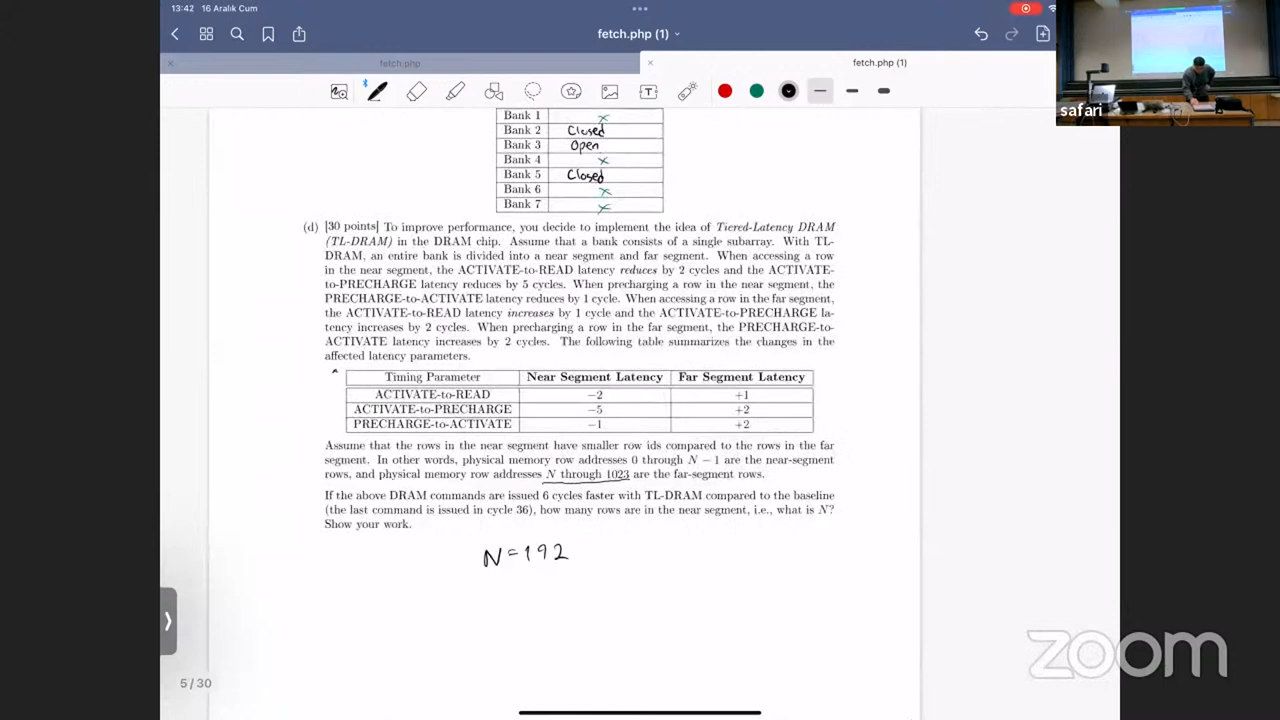 13:42 16 Aralık Cum
fetch.php (1)
fetch.php
fetch.php (1)
safari
Bank 1 ×
Bank 2 Closed
Bank 3 Open
Bank 4 ×
Bank 5 Closed
Bank 6 ×
Bank 7 ×
(d) [30 points] To improve performance, you decide to implement the idea of Tiered-Latency DRAM
(TL-DRAM) in the DRAM chip. Assume that a bank consists of a single subarray. With TL-
DRAM, an entire bank is divided into a near segment and far segment. When accessing a row
in the near segment, the ACTIVATE-to-READ latency reduces by 2 cycles and the ACTIVATE-
to-PRECHARGE latency reduces by 5 cycles. When precharging a row in the near segment, the
PRECHARGE-to-ACTIVATE latency reduces by 1 cycle. When accessing a row in the far segment,
the ACTIVATE-to-READ latency increases by 1 cycle and the ACTIVATE-to-PRECHARGE la-
tency increases by 2 cycles. When precharging a row in the far segment, the PRECHARGE-to-
ACTIVATE latency increases by 2 cycles. The following table summarizes the changes in the
affected latency parameters.
Timing Parameter Near Segment Latency Far Segment Latency
ACTIVATE-to-READ −2 +1
ACTIVATE-to-PRECHARGE −5 +2
PRECHARGE-to-ACTIVATE −1 +2
Assume that the rows in the near segment have smaller row ids compared to the rows in the far
segment. In other words, physical memory row addresses 0 through N − 1 are the near-segment
rows, and physical memory row addresses N through 1023 are the far-segment rows.
If the above DRAM commands are issued 6 cycles faster with TL-DRAM compared to the baseline
(the last command is issued in cycle 36), how many rows are in the near segment, i.e., what is N?
Show your work.
N=192
5 / 30
zoom